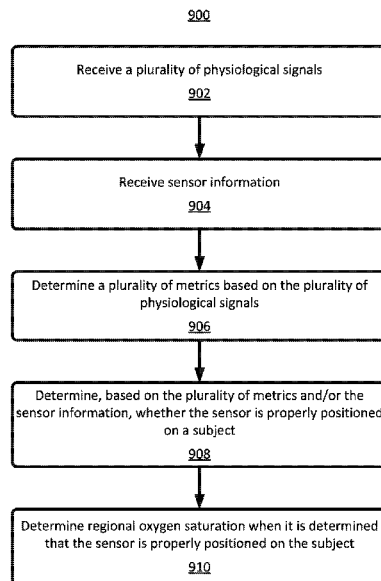 900
Receive a plurality of physiological signals
902
Receive sensor information
904
Determine a plurality of metrics based on the plurality of
physiological signals
906
Determine, based on the plurality of metrics and/or the
sensor information, whether the sensor is properly positioned
on a subject
908
Determine regional oxygen saturation when it is determined
that the sensor is properly positioned on the subject
910